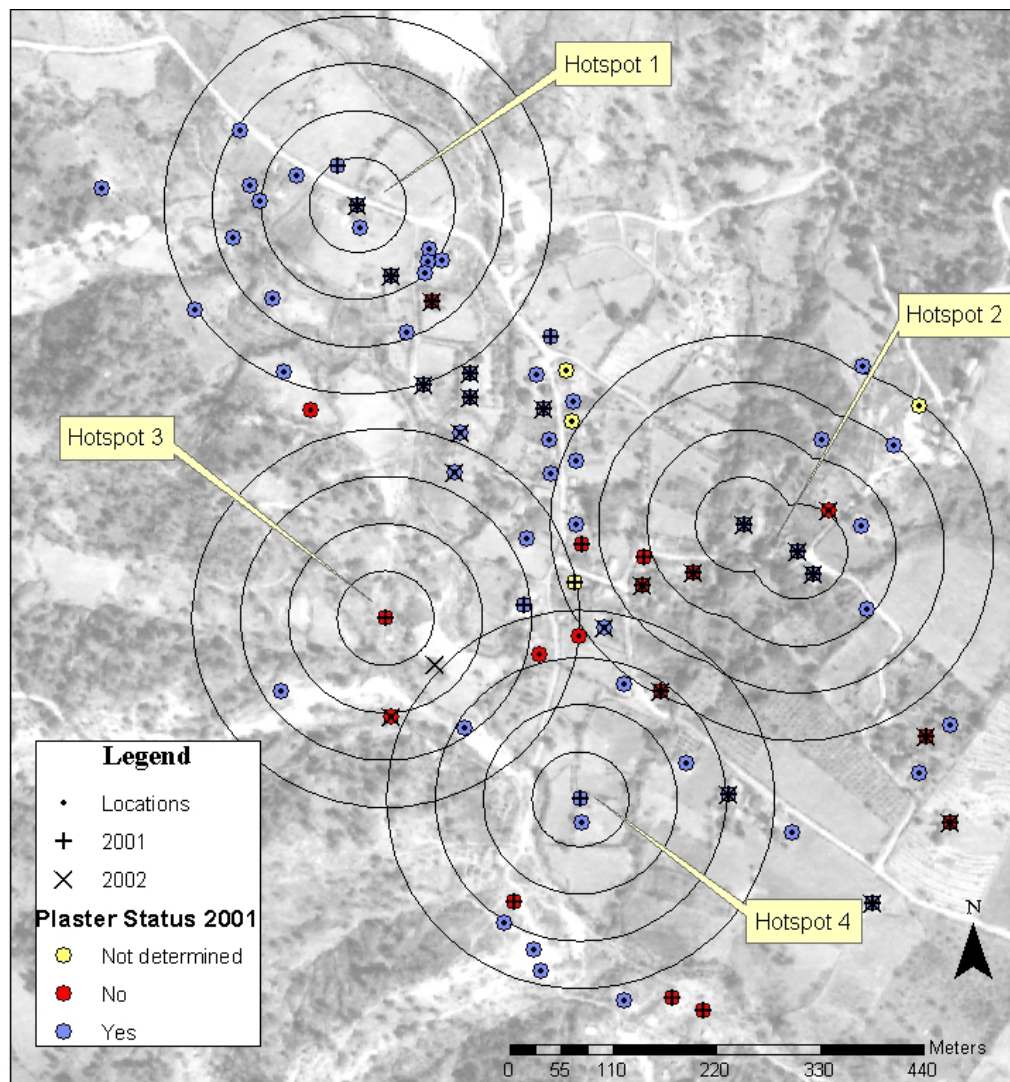 Hotspot 1
Hotspot 2
Hotspot 3
Legend
Locations
2001
2002
Plaster Status 2001
Not determined
No
Yes
Hotspot 4
N
Meters
0 55 110 220 330 440